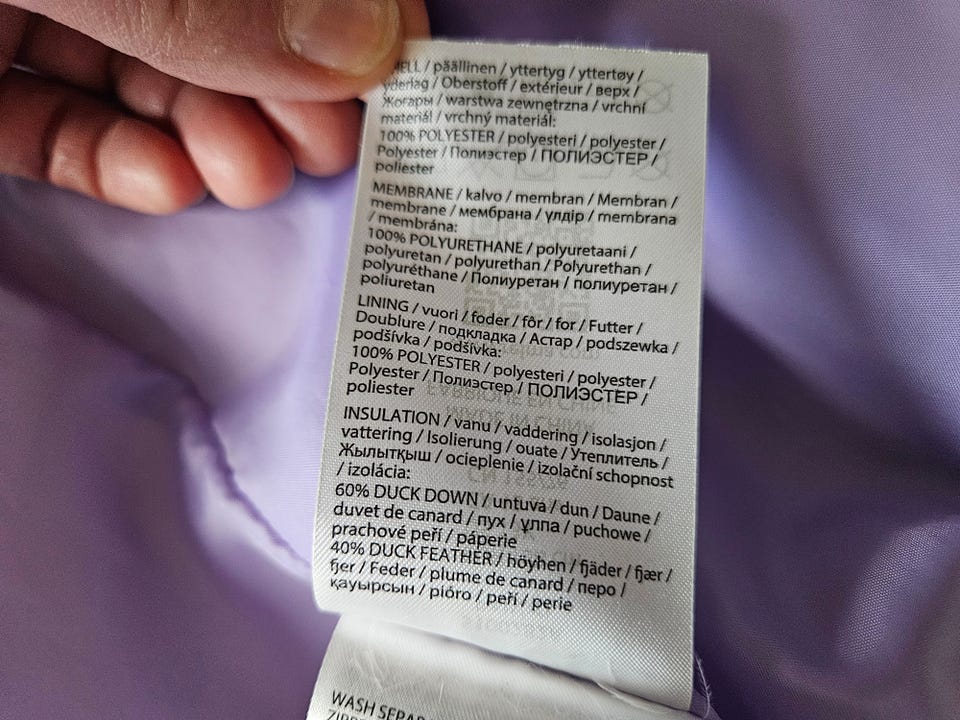 / päällinen / yttertyg / yttertøy /
yderlag / Oberstoff / extérieur / верх /
Жоғары / warstwa zewnętrzna / vrchní
materiál / vrchný materiál:
100% POLYESTER / polyesteri / polyester /
Polyester / Полиэстер / ПОЛИЭСТЕР /
poliester
MEMBRANE / kalvo / membran / Membran /
membrane / мембрана / үлдір / membrana
/ membrána:
100% POLYURETHANE / polyuretaani /
polyuretan / polyurethan / Polyurethan /
polyuréthane / Полиуретан / полиуретан /
poliuretan
LINING / vuori / foder / fôr / for / Futter /
Doublure / подкладка / Астар / podszewka /
podšívka / podšívka:
100% POLYESTER / polyesteri / polyester /
Polyester / Полиэстер / ПОЛИЭСТЕР /
poliester
INSULATION / vanu / vaddering / isolasjon /
vattering / Isolierung / ouate / Утеплитель /
Жылытқыш / ocieplenie / izolační schopnost
/ izolácia:
60% DUCK DOWN / untuva / dun / Daune /
duvet de canard / пух / ұлпа / puchowe /
prachové peří / páperie
40% DUCK FEATHER / höyhen / fjäder / fjær /
fjer / Feder / plume de canard / перо /
қауырсын / pióro / peří / perie
WASH